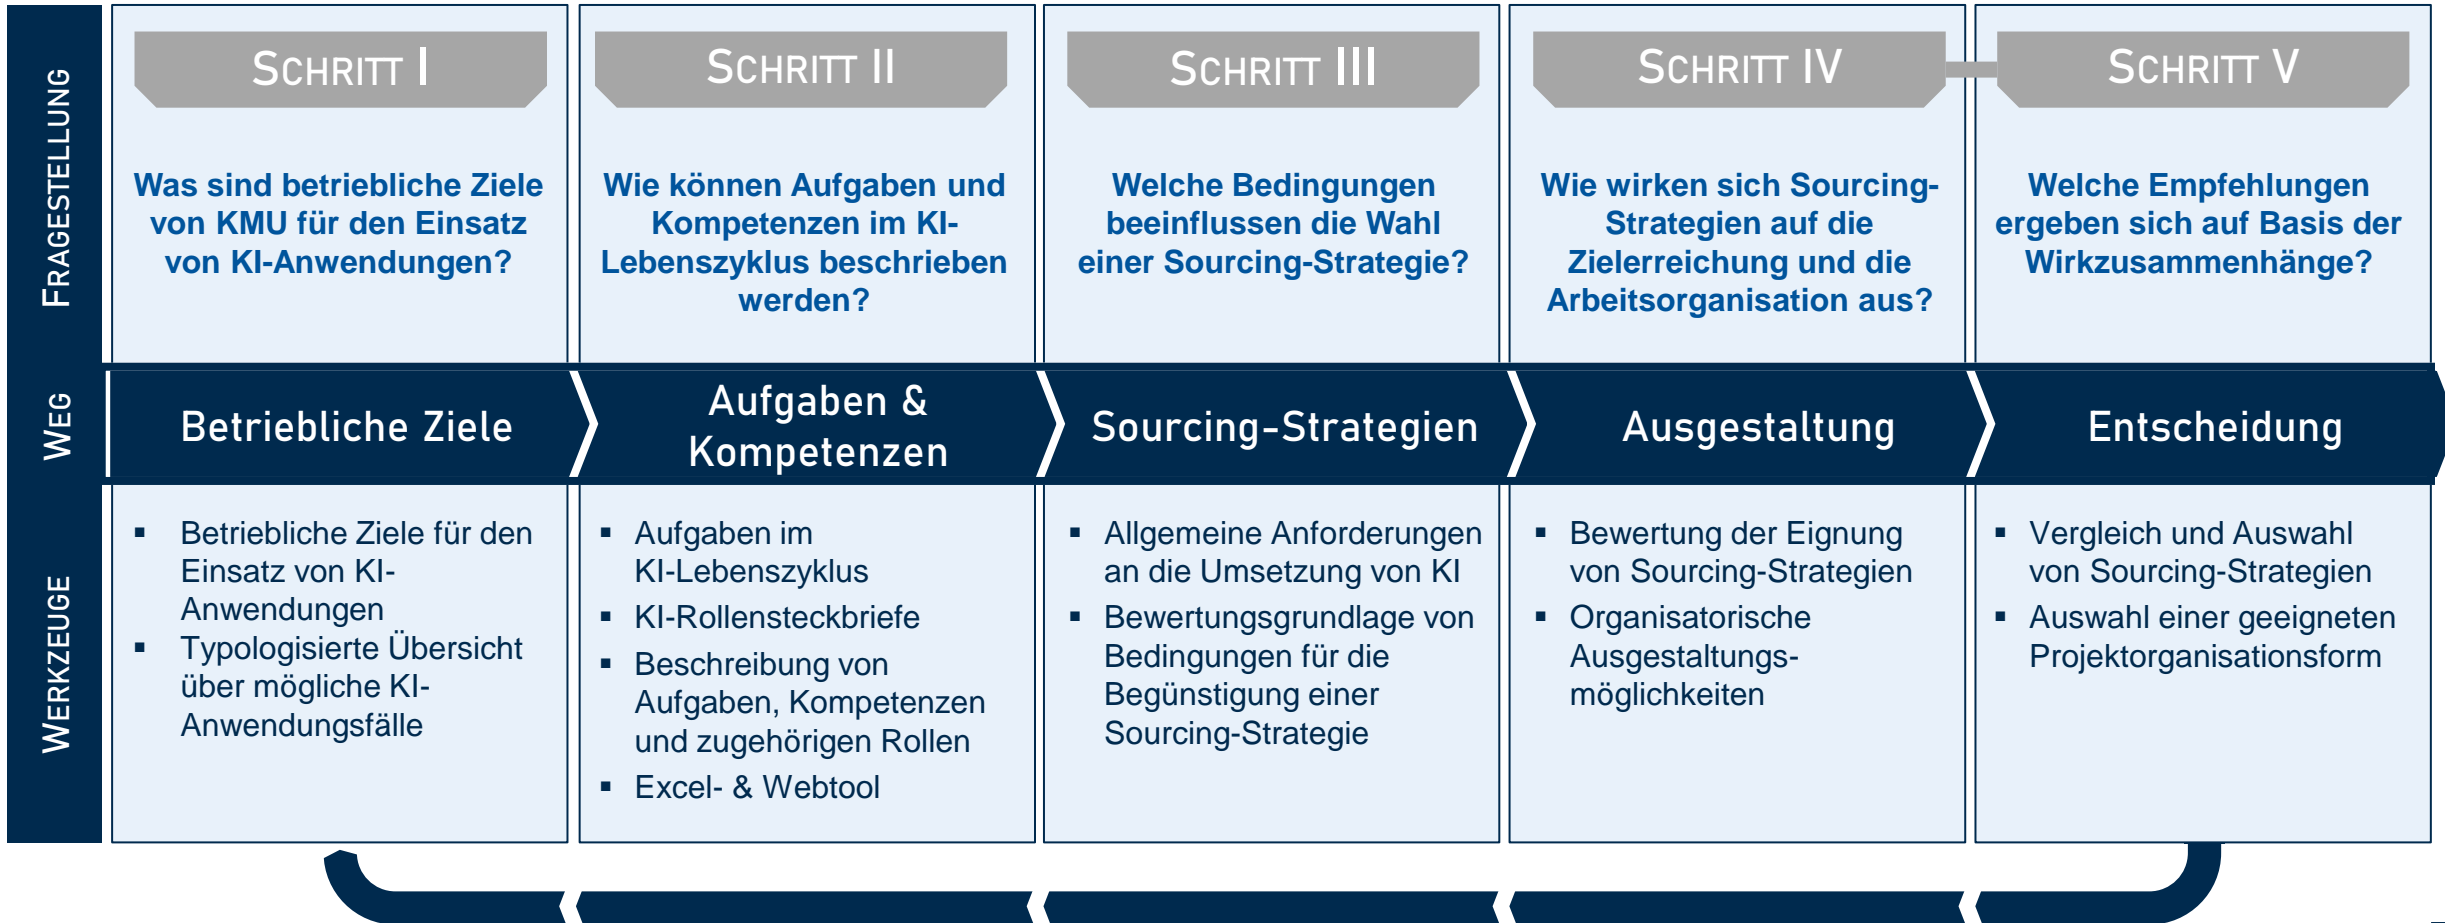 FRAGESTELLUNG
SCHRITT I
Was sind betriebliche Ziele
von KMU für den Einsatz
von KI-Anwendungen?
SCHRITT II
Wie können Aufgaben und
Kompetenzen im KI-
Lebenszyklus beschrieben
werden?
SCHRITT III
Welche Bedingungen
beeinflussen die Wahl
einer Sourcing-Strategie?
SCHRITT IV
Wie wirken sich Sourcing-
Strategien auf die
Zielerreichung und die
Arbeitsorganisation aus?
SCHRITT V
Welche Empfehlungen
ergeben sich auf Basis der
Wirkzusammenhänge?
WEG
Betriebliche Ziele
Aufgaben &
Kompetenzen
Sourcing-Strategien
Ausgestaltung
Entscheidung
WERKZEUGE
▪ Betriebliche Ziele für den
Einsatz von KI-
Anwendungen
▪ Typologisierte Übersicht
über mögliche KI-
Anwendungsfälle
▪ Aufgaben im
KI-Lebenszyklus
▪ KI-Rollensteckbriefe
▪ Beschreibung von
Aufgaben, Kompetenzen
und zugehörigen Rollen
▪ Excel- & Webtool
▪ Allgemeine Anforderungen
an die Umsetzung von KI
▪ Bewertungsgrundlage von
Bedingungen für die
Begünstigung einer
Sourcing-Strategie
▪ Bewertung der Eignung
von Sourcing-Strategien
▪ Organisatorische
Ausgestaltungs-
möglichkeiten
▪ Vergleich und Auswahl
von Sourcing-Strategien
▪ Auswahl einer geeigneten
Projektorganisationsform